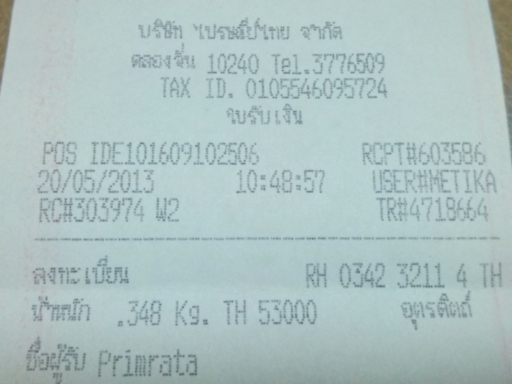 บริษัท ไปรษณีย์ไทย จำกัด
คลองจั่น 10240 Tel.3776509
TAX ID. 0105546095724
ใบรับเงิน
POS IDE101609102506 RCPT#603586
20/05/2013 10:48:57 USER#METIKA
RC#303974 W2 TR#4718664
ลงทะเบียน RH 0342 3211 4 TH
น้ำหนัก .348 Kg. TH 53000 อุตรดิตถ์
ชื่อผู้รับ Primrata